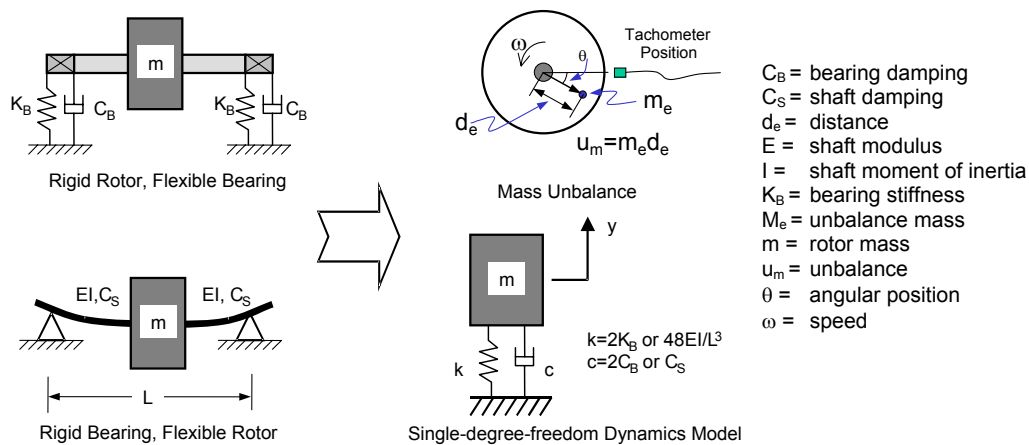 m
K_B
C_B
K_B
C_B
Rigid Rotor, Flexible Bearing
EI,C_S
EI, C_S
m
L
Rigid Bearing, Flexible Rotor
ω
θ
Tachometer
Position
d_e
m_e
u_m=m_ed_e
Mass Unbalance
y
m
k
c
k=2K_B or 48EI/L³
c=2C_B or C_S
Single-degree-freedom Dynamics Model
C_B = bearing damping
C_S = shaft damping
d_e = distance
E = shaft modulus
I = shaft moment of inertia
K_B = bearing stiffness
M_e = unbalance mass
m = rotor mass
u_m = unbalance
θ = angular position
ω = speed